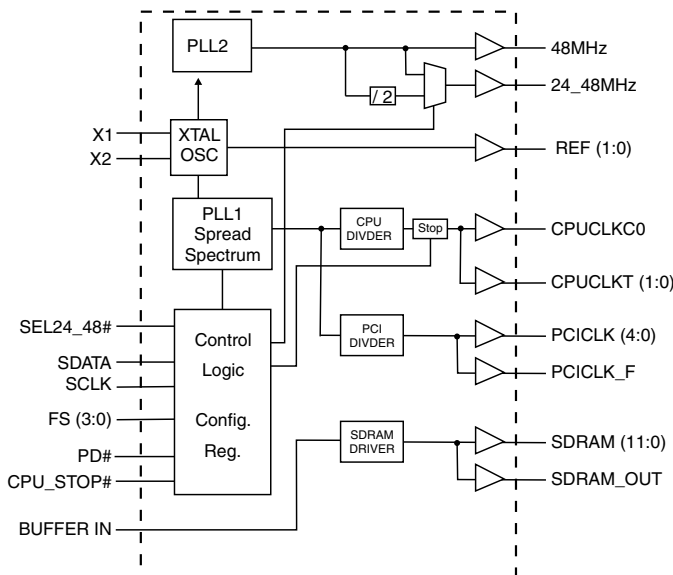 PLL2
48MHz
24_48MHz
/ 2
X1
X2
XTAL
OSC
REF (1:0)
PLL1
Spread
Spectrum
CPU
DIVDER
Stop
CPUCLKC0
CPUCLKT (1:0)
SEL24_48#
SDATA
SCLK
FS (3:0)
PD#
CPU_STOP#
Control
Logic
Config.
Reg.
PCI
DIVDER
PCICLK (4:0)
PCICLK_F
SDRAM
DRIVER
SDRAM (11:0)
SDRAM_OUT
BUFFER IN